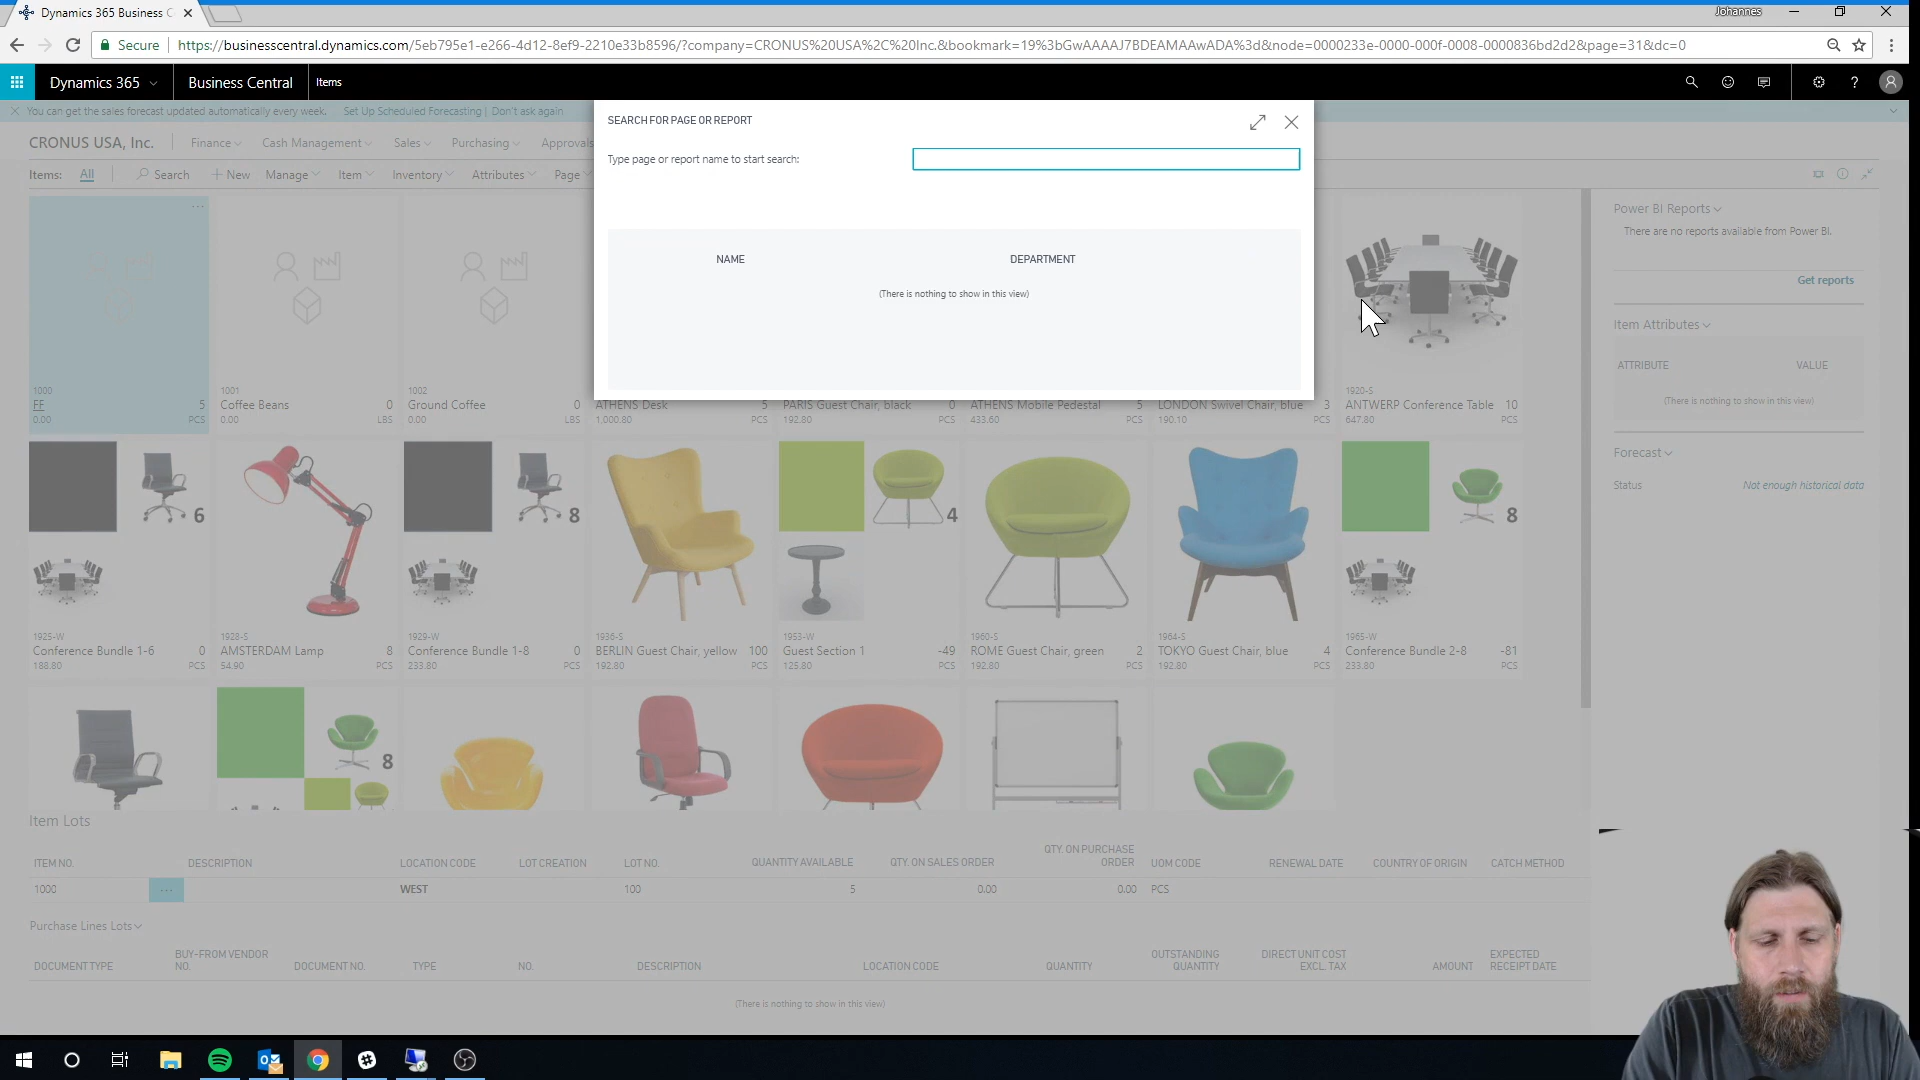 Dynamics 365 Business C
Johannes
Secure
https://businesscentral.dynamics.com/5eb795e1-e266-4d12-8ef9-2210e33b8596/?company=CRONUS%20USA%2C%20Inc.&bookmark=19%3bGwAAAAJ7BDEAMAAwADA%3d&node=0000233e-0000-000f-0008-0000836bd2d2&page=31&dc=0
Dynamics 365 Business Central Items
You can get the sales forecast updated automatically every week. Set Up Scheduled Forecasting | Don't ask again
CRONUS USA, Inc. Finance Cash Management Sales Purchasing Approvals
Items: All Search + New Manage Item Inventory Attributes Page
SEARCH FOR PAGE OR REPORT
Type page or report name to start search:
NAME DEPARTMENT
(There is nothing to show in this view)
Power BI Reports
There are no reports available from Power BI.
Get reports
Item Attributes
ATTRIBUTE VALUE
(There is nothing to show in this view)
Forecast
Status Not enough historical data
1000 1001 1002 1920-S
FF 5 Coffee Beans 0 Ground Coffee 0 ATHENS Desk 5 PARIS Guest Chair, black 0 ATHENS Mobile Pedestal 5 LONDON Swivel Chair, blue 3 ANTWERP Conference Table 10
0.00 PCS 0.00 LBS 0.00 LBS 1,000.80 PCS 192.80 PCS 433.60 PCS 190.10 PCS 647.80 PCS
6 8 4 8
1925-W 1928-S 1929-W 1936-S 1953-W 1960-S 1964-S 1965-W
Conference Bundle 1-6 0 AMSTERDAM Lamp 8 Conference Bundle 1-8 0 BERLIN Guest Chair, yellow 100 Guest Section 1 -49 ROME Guest Chair, green 2 TOKYO Guest Chair, blue 4 Conference Bundle 2-8 -81
188.80 PCS 54.90 PCS 233.80 PCS 192.80 PCS 125.80 PCS 192.80 PCS 192.80 PCS 233.80 PCS
8
Item Lots
ITEM NO. DESCRIPTION LOCATION CODE LOT CREATION LOT NO. QUANTITY AVAILABLE QTY. ON SALES ORDER QTY. ON PURCHASE ORDER UOM CODE RENEWAL DATE COUNTRY OF ORIGIN CATCH METHOD
1000 WEST 100 5 0.00 0.00 PCS
Purchase Lines Lots
DOCUMENT TYPE BUY-FROM VENDOR NO. DOCUMENT NO. TYPE NO. DESCRIPTION LOCATION CODE QUANTITY OUTSTANDING QUANTITY DIRECT UNIT COST EXCL. TAX AMOUNT EXPECTED RECEIPT DATE
(There is nothing to show in this view)